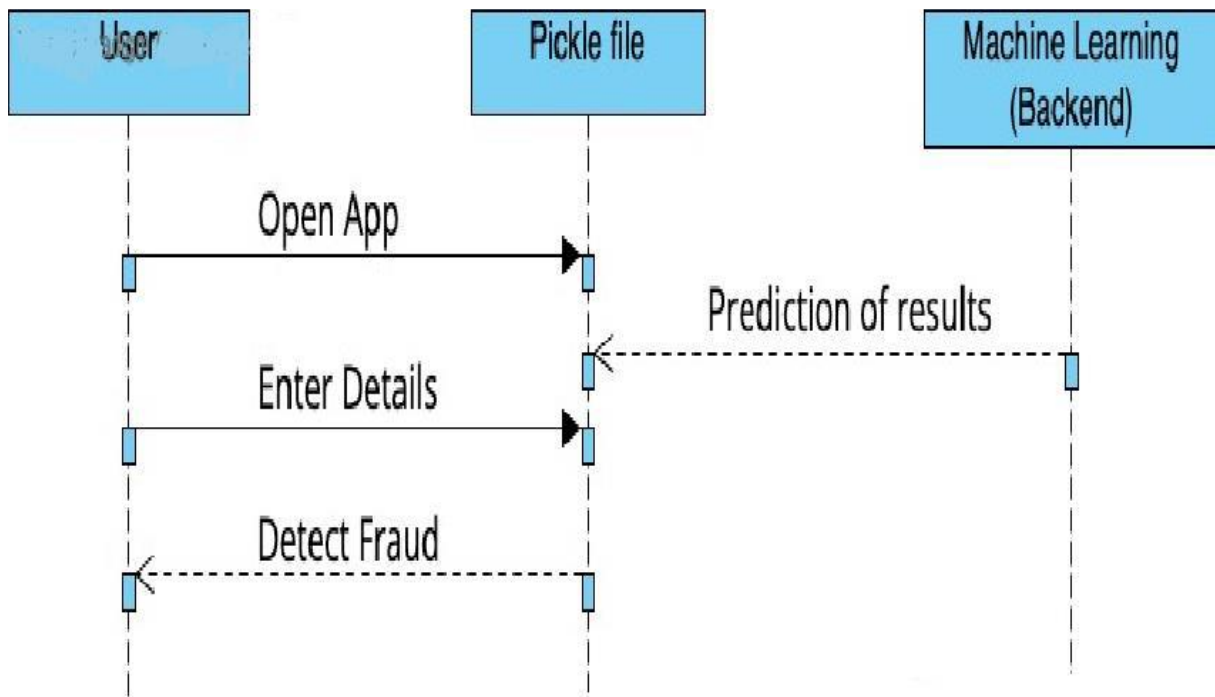 User
Pickle file
Machine Learning
(Backend)
Open App
Prediction of results
Enter Details
Detect Fraud